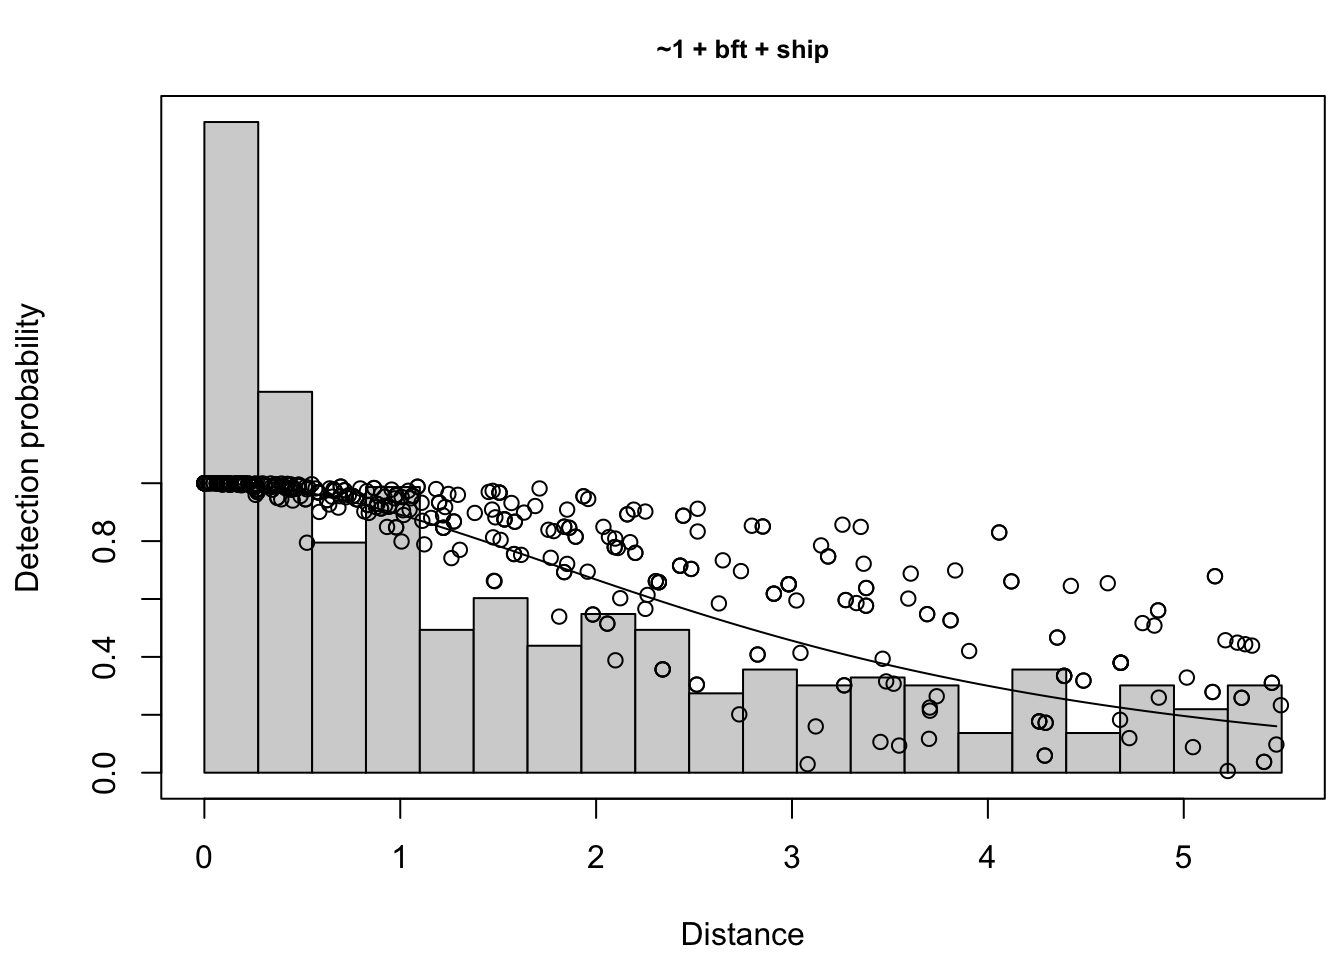 ~1 + bft + ship
Detection probability
0.8
0.4
0.0
0 1 2 3 4 5
Distance